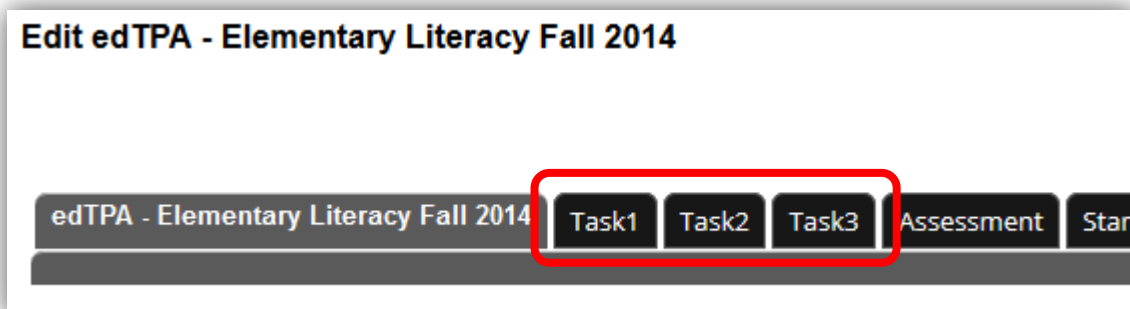 Edit edTPA - Elementary Literacy Fall 2014
edTPA - Elementary Literacy Fall 2014 Task1 Task2 Task3 Assessment